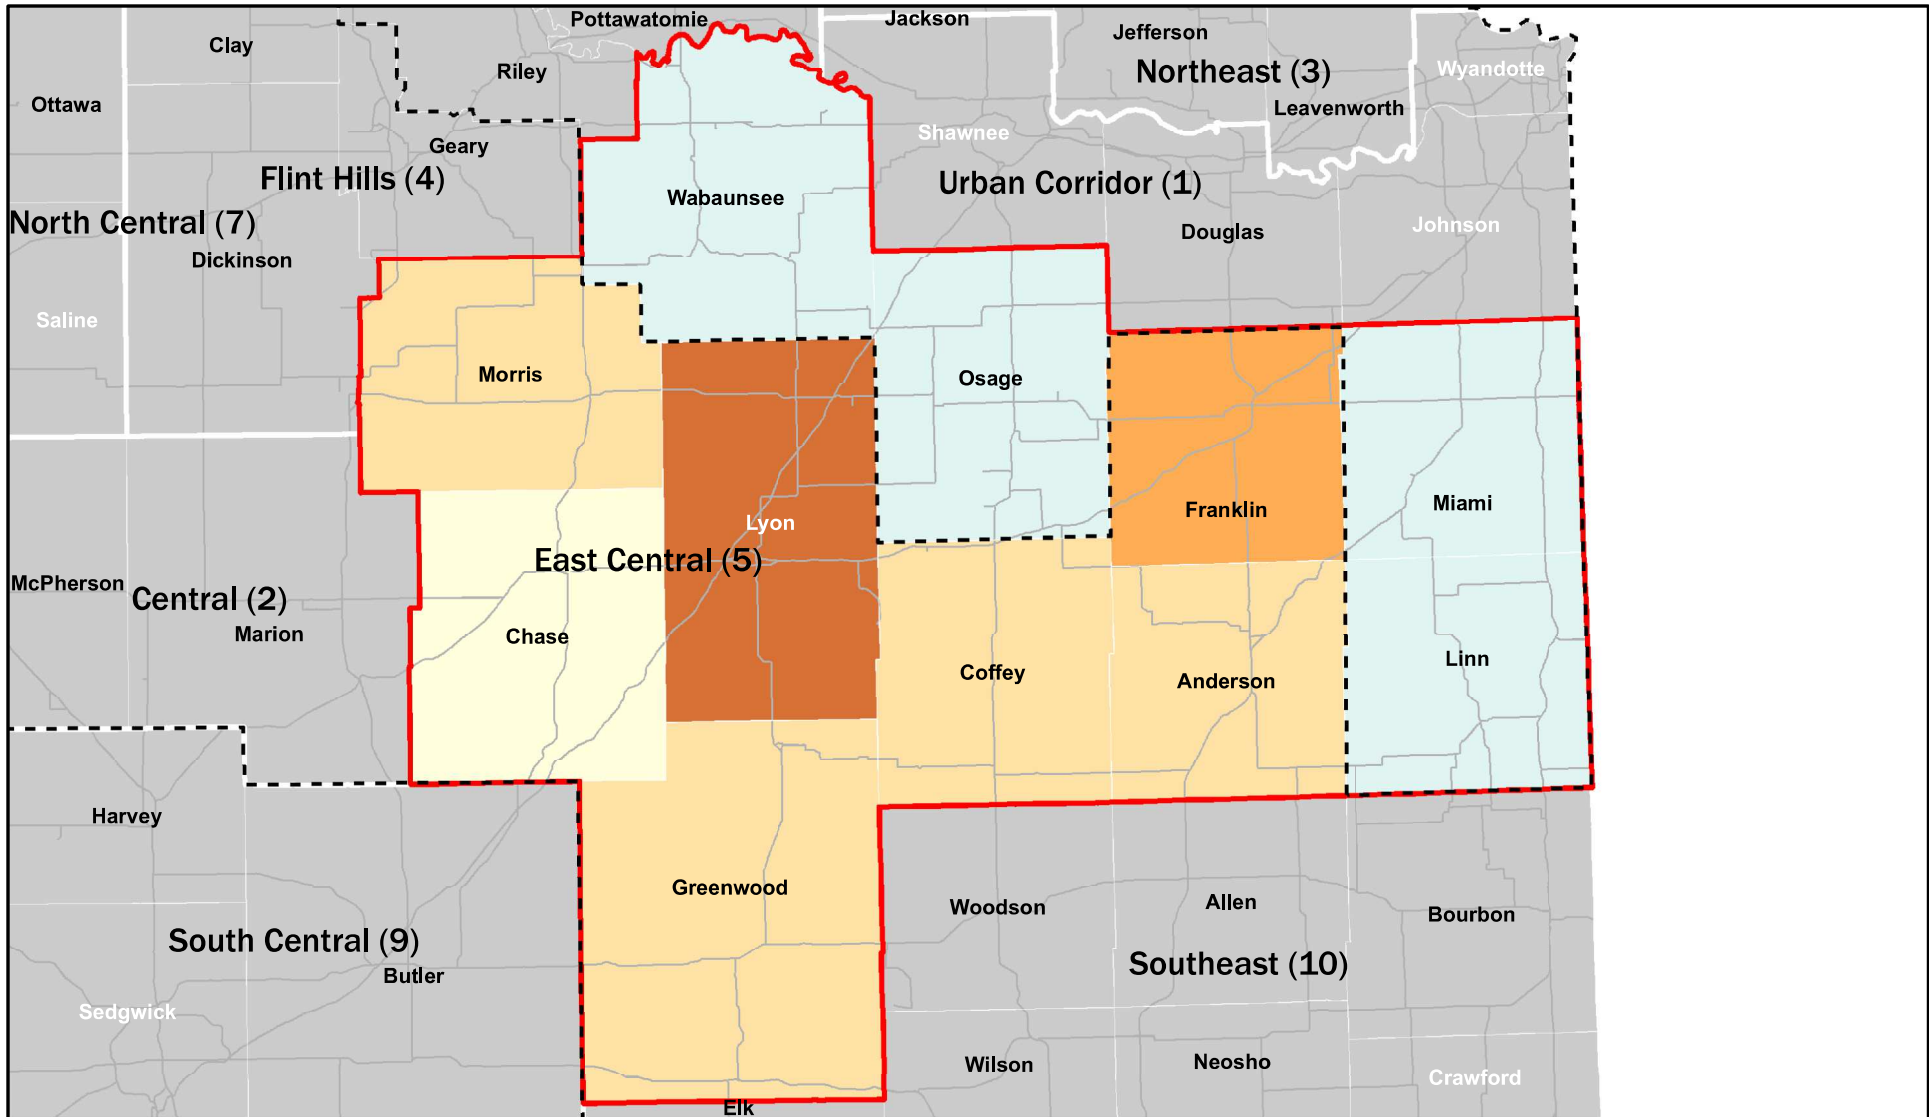 Pottawatomie
Jackson
Jefferson
Clay
Riley
Northeast (3)
Wyandotte
Ottawa
Leavenworth
Shawnee
Geary
Flint Hills (4)
Urban Corridor (1)
Wabaunsee
North Central (7)
Douglas
Johnson
Dickinson
Saline
Morris
Osage
Miami
Franklin
Lyon
East Central (5)
McPherson
Central (2)
Marion
Chase
Linn
Coffey
Anderson
Harvey
Greenwood
Woodson
Allen
Bourbon
South Central (9)
Southeast (10)
Butler
Sedgwick
Wilson
Neosho
Crawford
Elk